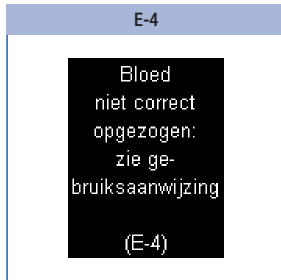 E-4
Bloed
niet correct
opgezogen:
zie ge-
bruiksaanwijzing
(E-4)